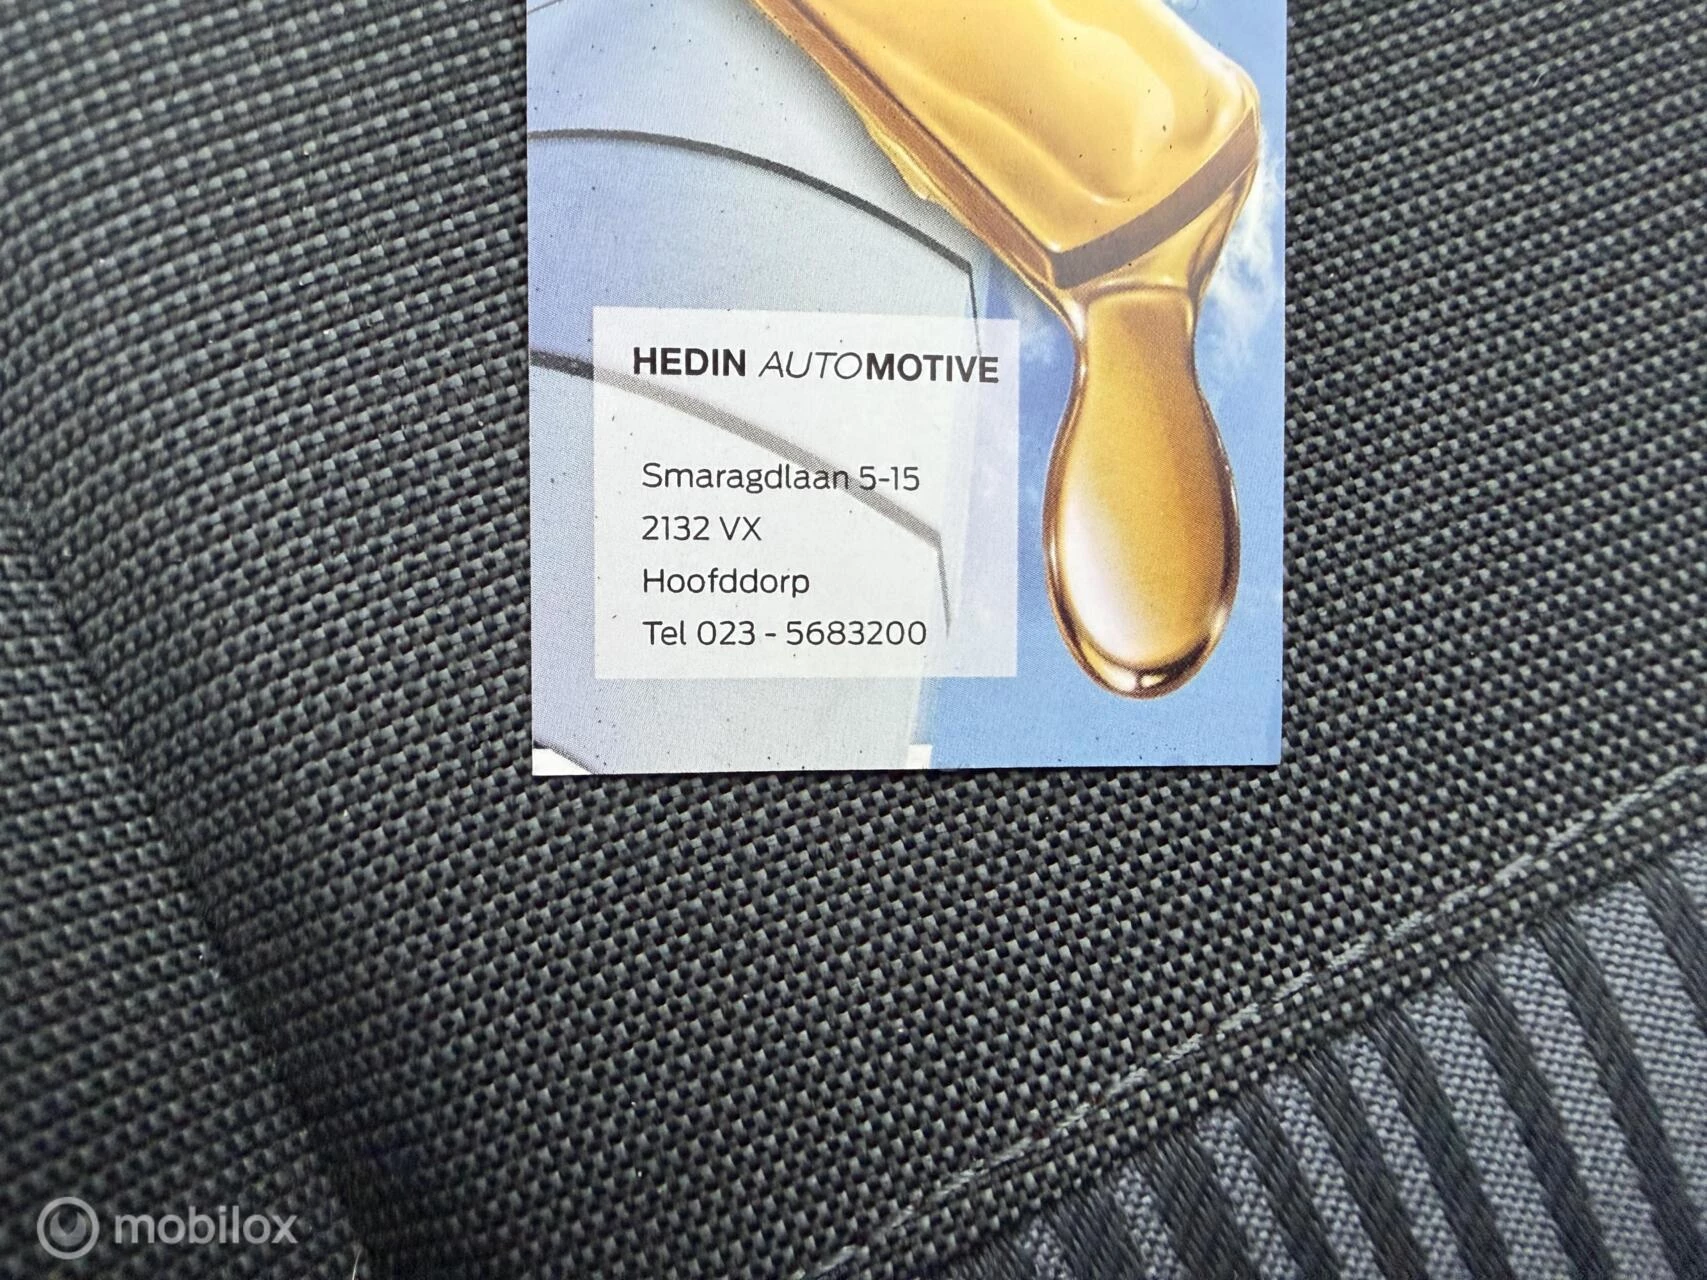 HEDIN AUTOMOTIVE
Smaragdlaan 5-15
2132 VX
Hoofddorp
Tel 023 - 5683200
mobilox